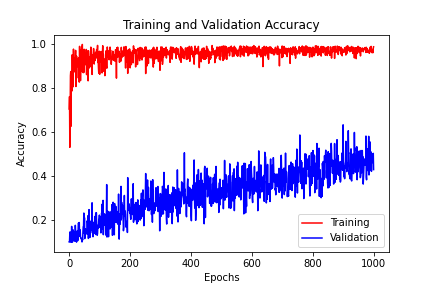 Training and Validation Accuracy
1.0
0.8
0.6
0.4
0.2
Accuracy
0
200
400
600
800
1000
Epochs
Training
Validation